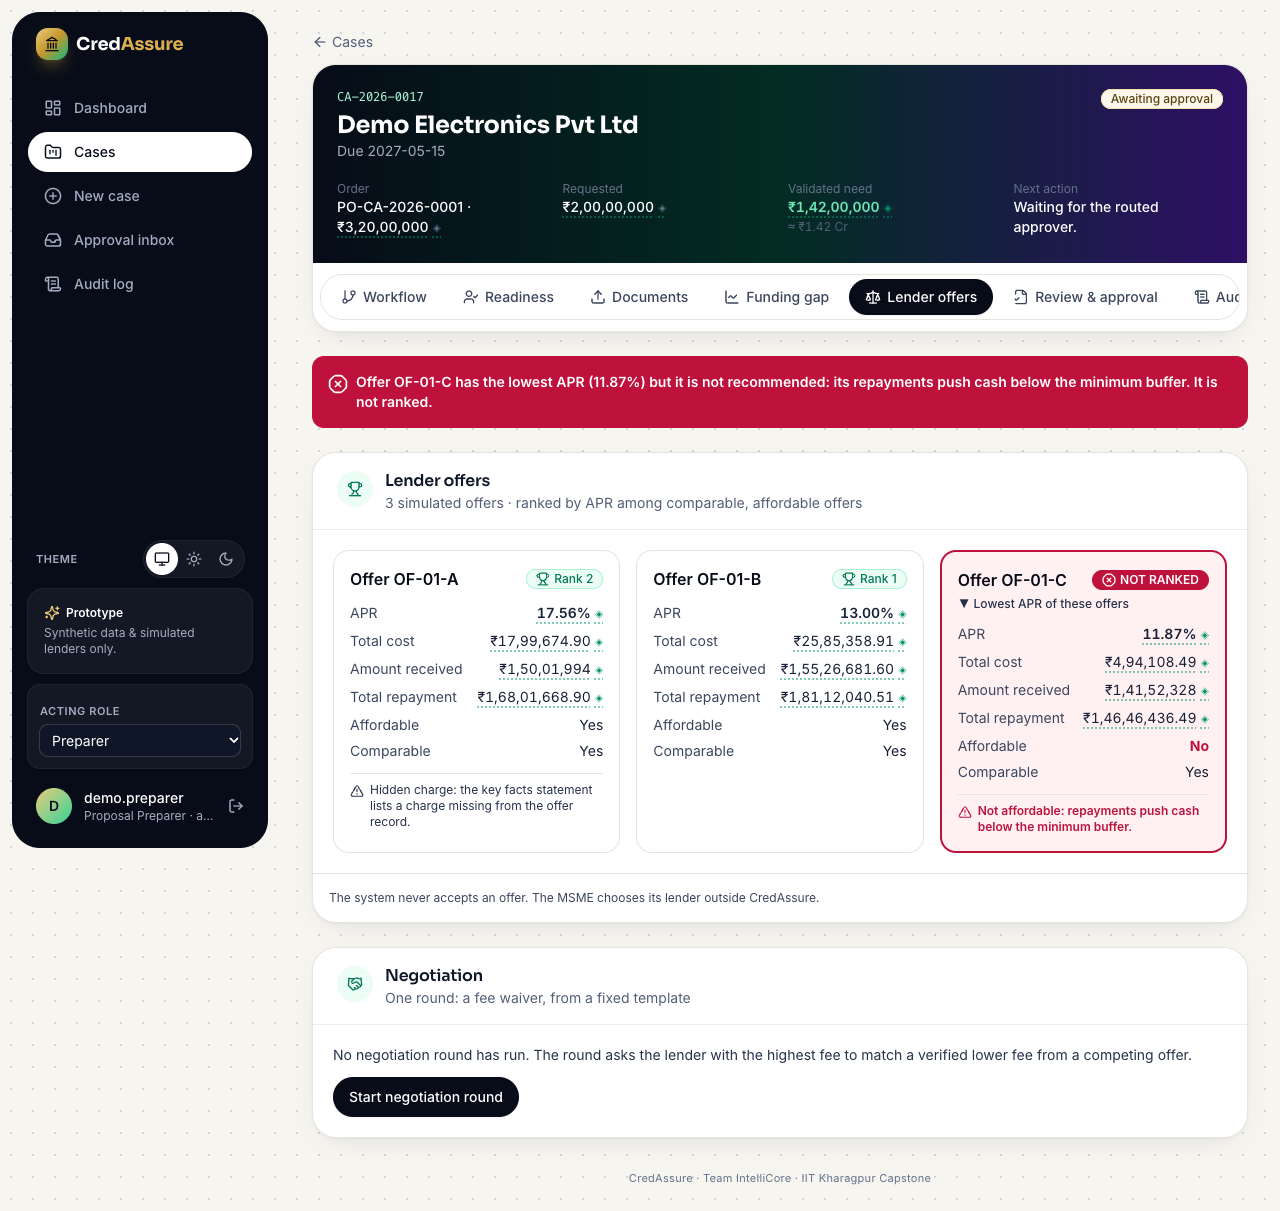 CredAssure
Dashboard
Cases
New case
Approval inbox
Audit log
THEME
Prototype
Synthetic data & simulated
lenders only.
ACTING ROLE
Preparer
D
demo.preparer
Proposal Preparer · a...
← Cases
CA-2026-0017
Awaiting approval
Demo Electronics Pvt Ltd
Due 2027-05-15
Order
PO-CA-2026-0001 ·
₹3,20,00,000
Requested
₹2,00,00,000
Validated need
₹1,42,00,000
≈ ₹1.42 Cr
Next action
Waiting for the routed
approver.
Workflow
Readiness
Documents
Funding gap
Lender offers
Review & approval
Auc
Offer OF-01-C has the lowest APR (11.87%) but it is not recommended: its repayments push cash below the minimum buffer. It is
not ranked.
Lender offers
3 simulated offers · ranked by APR among comparable, affordable offers
Offer OF-01-A
Rank 2
APR 17.56%
Total cost ₹17,99,674.90
Amount received ₹1,50,01,994
Total repayment ₹1,68,01,668.90
Affordable Yes
Comparable Yes
Hidden charge: the key facts statement
lists a charge missing from the offer
record.
Offer OF-01-B
Rank 1
APR 13.00%
Total cost ₹25,85,358.91
Amount received ₹1,55,26,681.60
Total repayment ₹1,81,12,040.51
Affordable Yes
Comparable Yes
Offer OF-01-C
NOT RANKED
▼ Lowest APR of these offers
APR 11.87%
Total cost ₹4,94,108.49
Amount received ₹1,41,52,328
Total repayment ₹1,46,46,436.49
Affordable No
Comparable Yes
Not affordable: repayments push cash
below the minimum buffer.
The system never accepts an offer. The MSME chooses its lender outside CredAssure.
Negotiation
One round: a fee waiver, from a fixed template
No negotiation round has run. The round asks the lender with the highest fee to match a verified lower fee from a competing offer.
Start negotiation round
CredAssure · Team IntelliCore · IIT Kharagpur Capstone